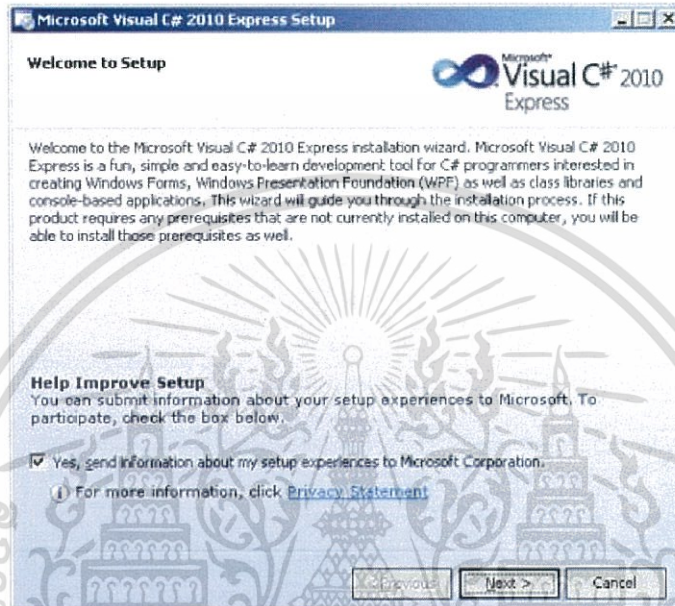 Microsoft Visual C# 2010 Express Setup
Welcome to Setup
Microsoft
Visual C# 2010
Express
Welcome to the Microsoft Visual C# 2010 Express installation wizard. Microsoft Visual C# 2010
Express is a fun, simple and easy-to-learn development tool for C# programmers interested in
creating Windows Forms, Windows Presentation Foundation (WPF) as well as class libraries and
console-based applications. This wizard will guide you through the installation process. If this
product requires any prerequisites that are not currently installed on this computer, you will be
able to install those prerequisites as well.
Help Improve Setup
You can submit information about your setup experiences to Microsoft. To
participate, check the box below.
Yes, send information about my setup experiences to Microsoft Corporation.
For more information, click Privacy Statement
< Previous
Next >
Cancel